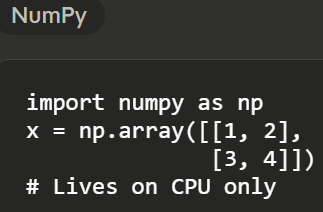 NumPy
import numpy as np
x = np.array([[1, 2],
[3, 4]])
# Lives on CPU only